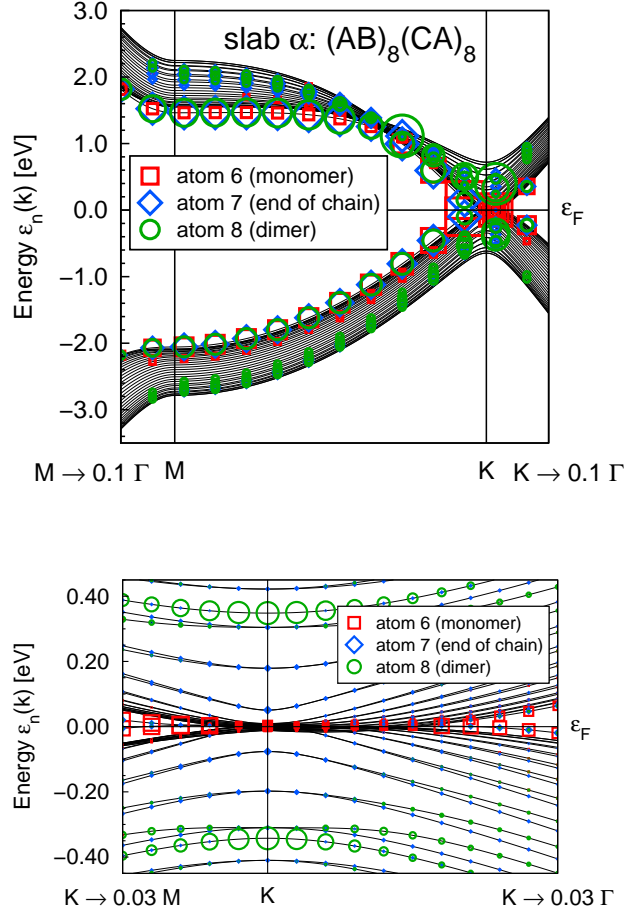 slab α: (AB)₈(CA)₈
Energy εₙ(k) [eV]
3.0
2.0
1.0
0.0
−1.0
−2.0
−3.0
atom 6 (monomer)
atom 7 (end of chain)
atom 8 (dimer)
ε_F
M → 0.1 Γ M K K → 0.1 Γ
Energy εₙ(k) [eV]
0.40
0.20
0.00
−0.20
−0.40
atom 6 (monomer)
atom 7 (end of chain)
atom 8 (dimer)
ε_F
K → 0.03 M K K → 0.03 Γ